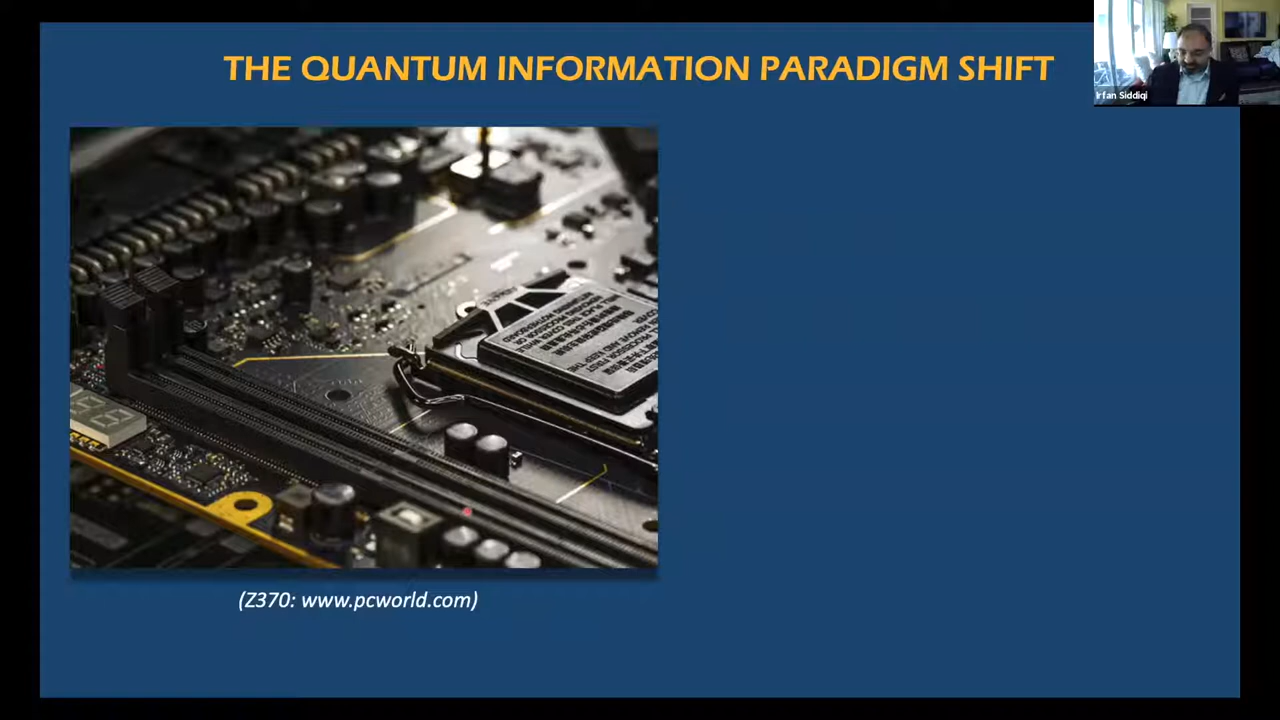 THE QUANTUM INFORMATION PARADIGM SHIFT
Irfan Siddiqi
(Z370: www.pcworld.com)